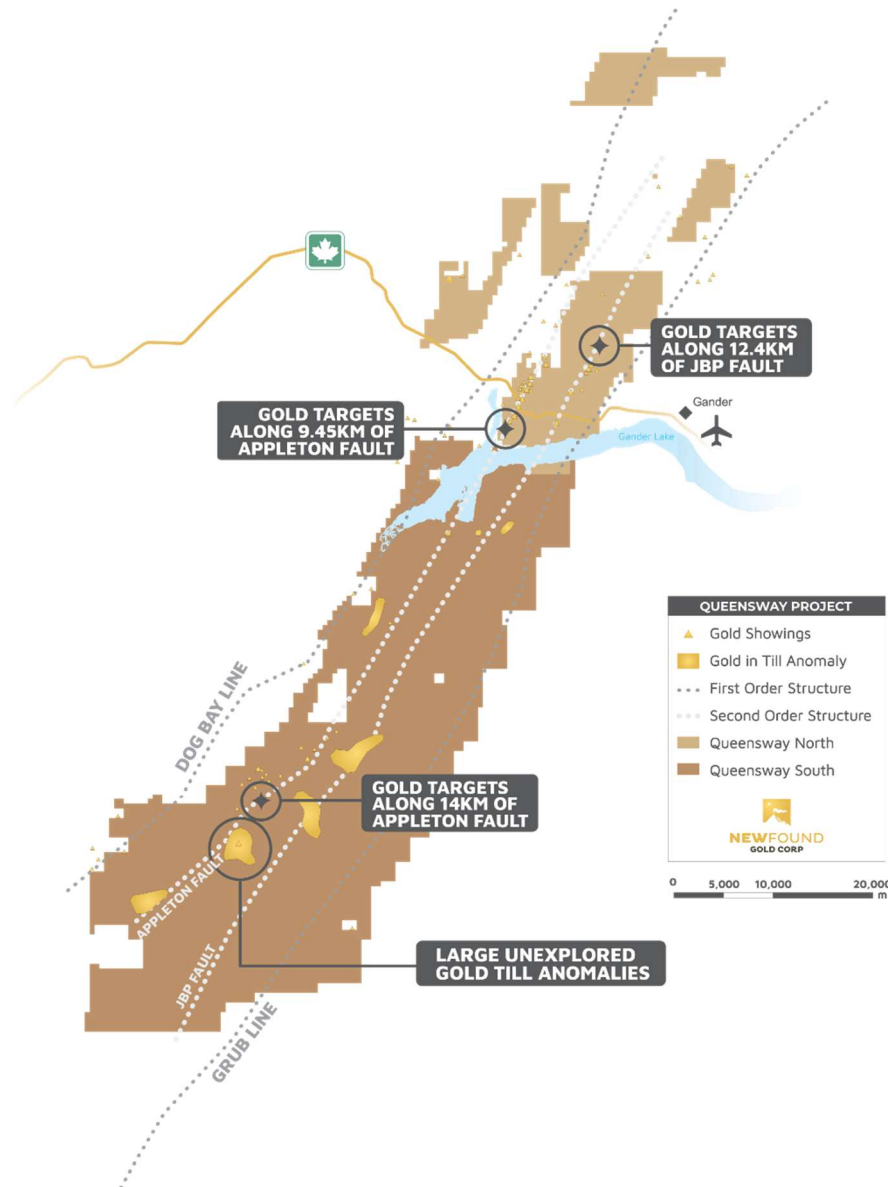 GOLD TARGETS
ALONG 12.4KM
OF JBP FAULT
Gander
GOLD TARGETS
ALONG 9.45KM OF
APPLETON FAULT
Gander Lake
QUEENSWAY PROJECT
Gold Showings
Gold in Till Anomaly
First Order Structure
Second Order Structure
Queensway North
Queensway South
NEWFOUND
GOLD CORP
0 5,000 10,000 20,000
m
DOG BAY LINE
GOLD TARGETS
ALONG 14KM OF
APPLETON FAULT
APPLETON FAULT
JBP FAULT
LARGE UNEXPLORED
GOLD TILL ANOMALIES
GRUB LINE